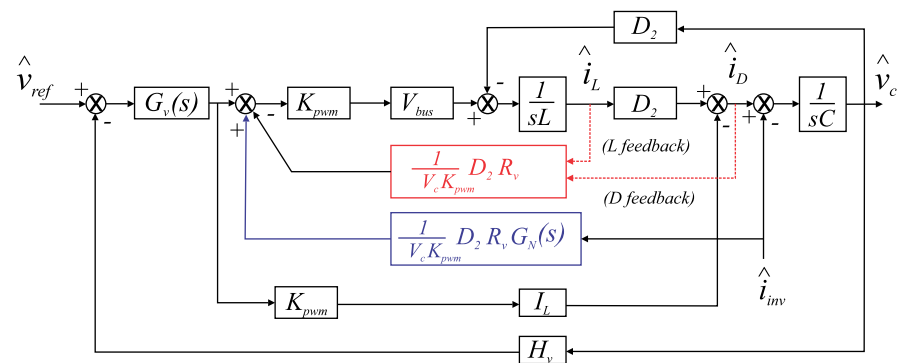 D₂
^ v_ref
+
-
G_v(s)
+
-
+
K_pwm
V_bus
-
+
1/sL
^ i_L
D₂
^ i_D
+
-
+
-
1/sC
^ v_c
(L feedback)
1/(V_c K_pwm) D₂ R_v
(D feedback)
1/(V_c K_pwm) D₂ R_v G_N(s)
^ i_inv
K_pwm
I_L
H_v